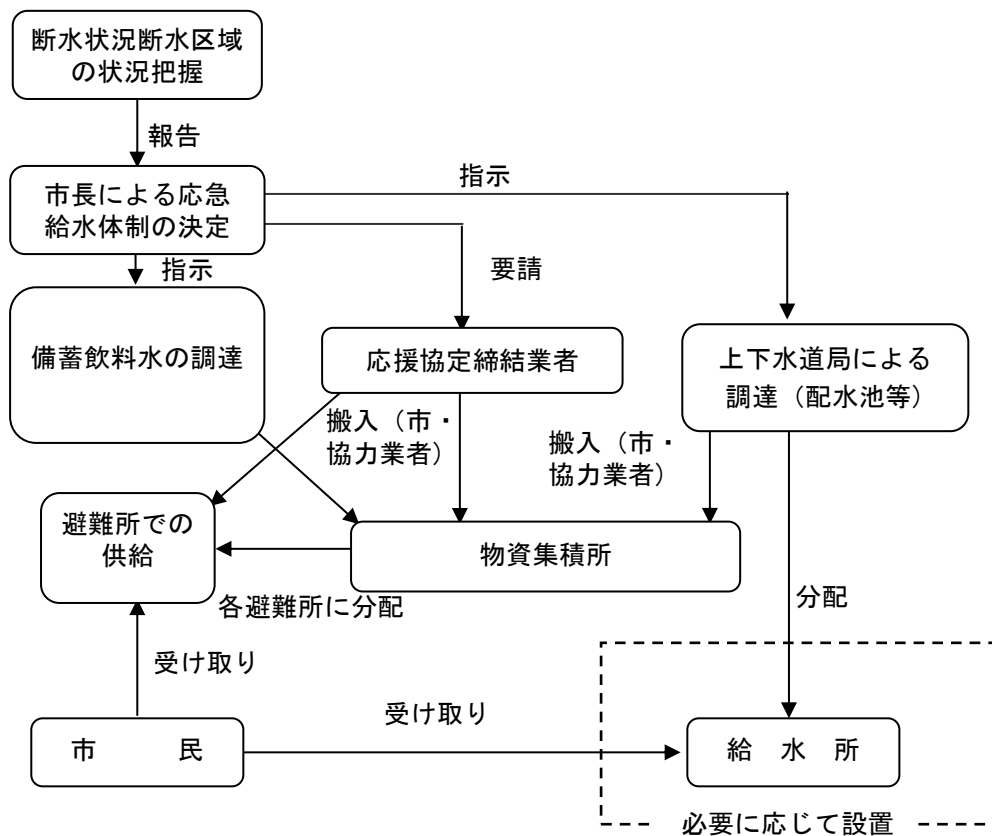 断水状況断水区域
の状況把握
報告
指示
市長による応急
給水体制の決定
指示
要請
備蓄飲料水の調達
応援協定締結業者
上下水道局による
調達（配水池等）
搬入（市・
協力業者）
搬入（市・
協力業者）
避難所での
供給
物資集積所
各避難所に分配
分配
受け取り
受け取り
市　　民
給　水　所
必要に応じて設置